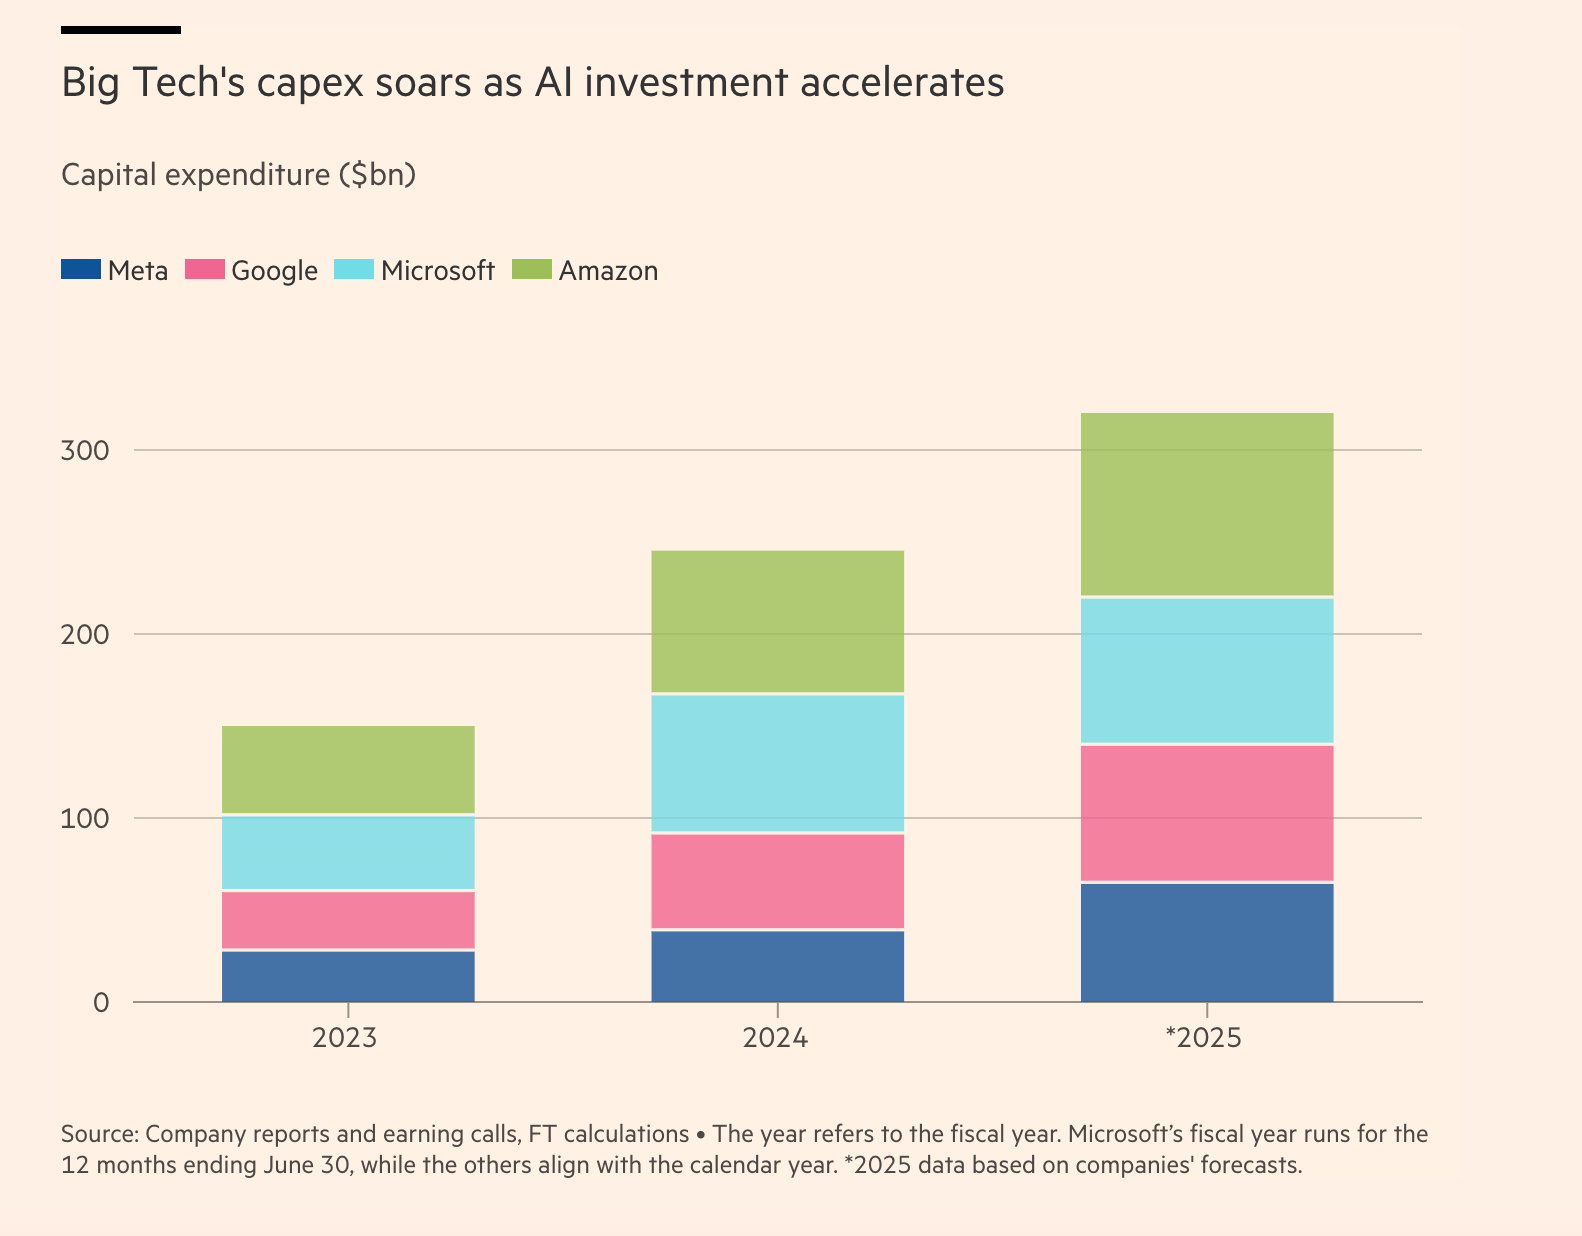 Big Tech's capex soars as AI investment accelerates
Capital expenditure ($bn)
Meta Google Microsoft Amazon
300
200
100
0
2023 2024 *2025
Source: Company reports and earning calls, FT calculations • The year refers to the fiscal year. Microsoft’s fiscal year runs for the
12 months ending June 30, while the others align with the calendar year. *2025 data based on companies' forecasts.